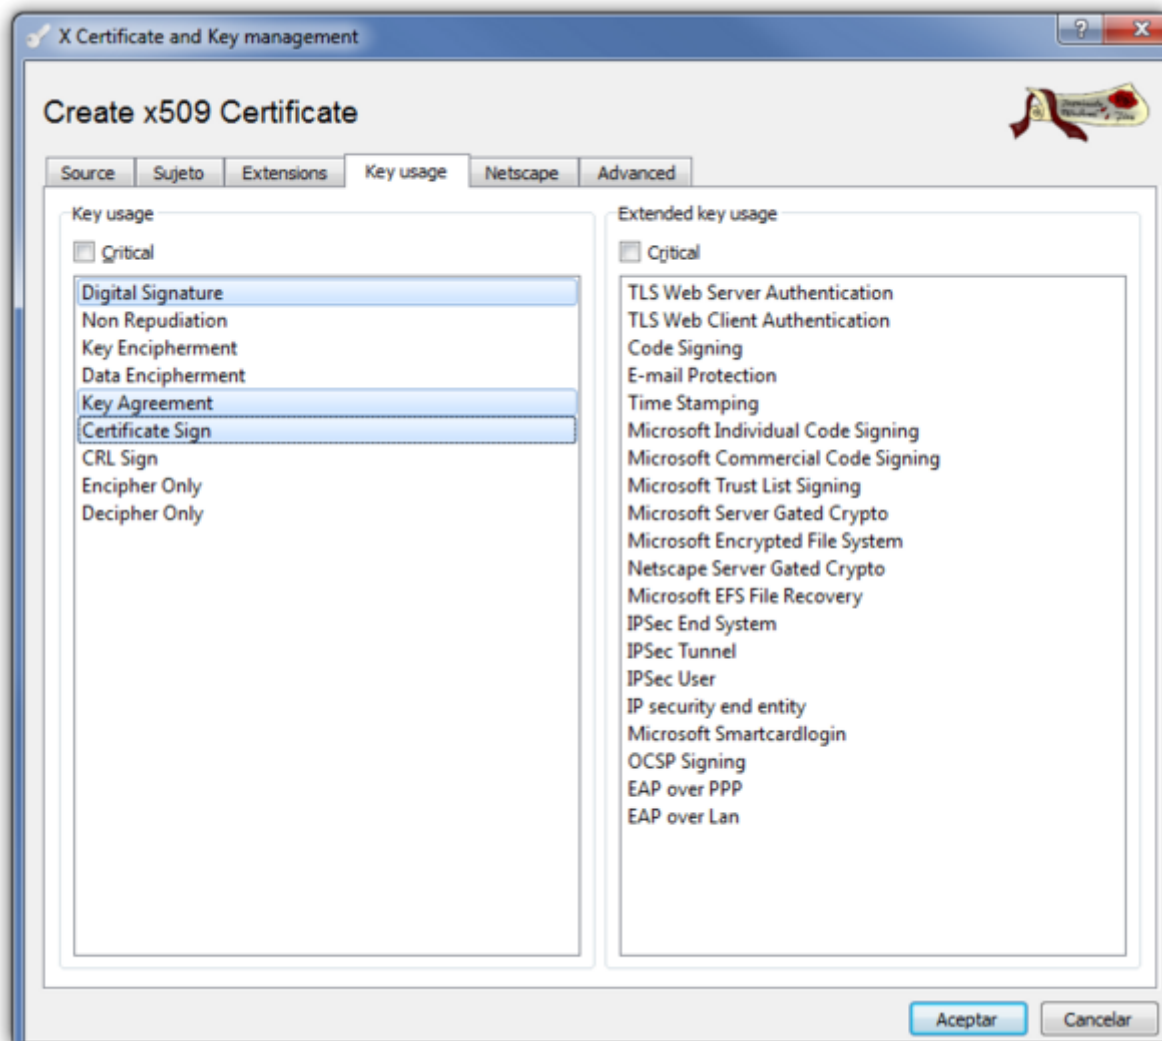 X Certificate and Key management
Create x509 Certificate
Source Sujeto Extensions Key usage Netscape Advanced
Key usage
Critical
Digital Signature
Non Repudiation
Key Encipherment
Data Encipherment
Key Agreement
Certificate Sign
CRL Sign
Encipher Only
Decipher Only
Extended key usage
Critical
TLS Web Server Authentication
TLS Web Client Authentication
Code Signing
E-mail Protection
Time Stamping
Microsoft Individual Code Signing
Microsoft Commercial Code Signing
Microsoft Trust List Signing
Microsoft Server Gated Crypto
Microsoft Encrypted File System
Netscape Server Gated Crypto
Microsoft EFS File Recovery
IPSec End System
IPSec Tunnel
IPSec User
IP security end entity
Microsoft Smartcardlogin
OCSP Signing
EAP over PPP
EAP over Lan
Aceptar Cancelar